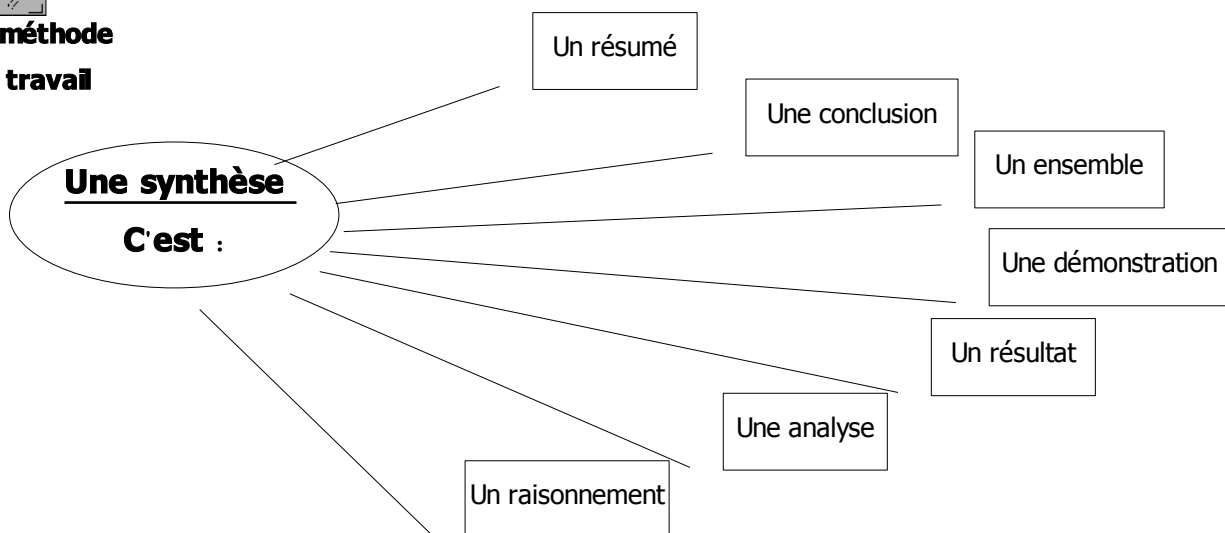 méthode
travail
Un résumé
Une conclusion
Un ensemble
Une synthèse
C'est :
Une démonstration
Un résultat
Une analyse
Un raisonnement